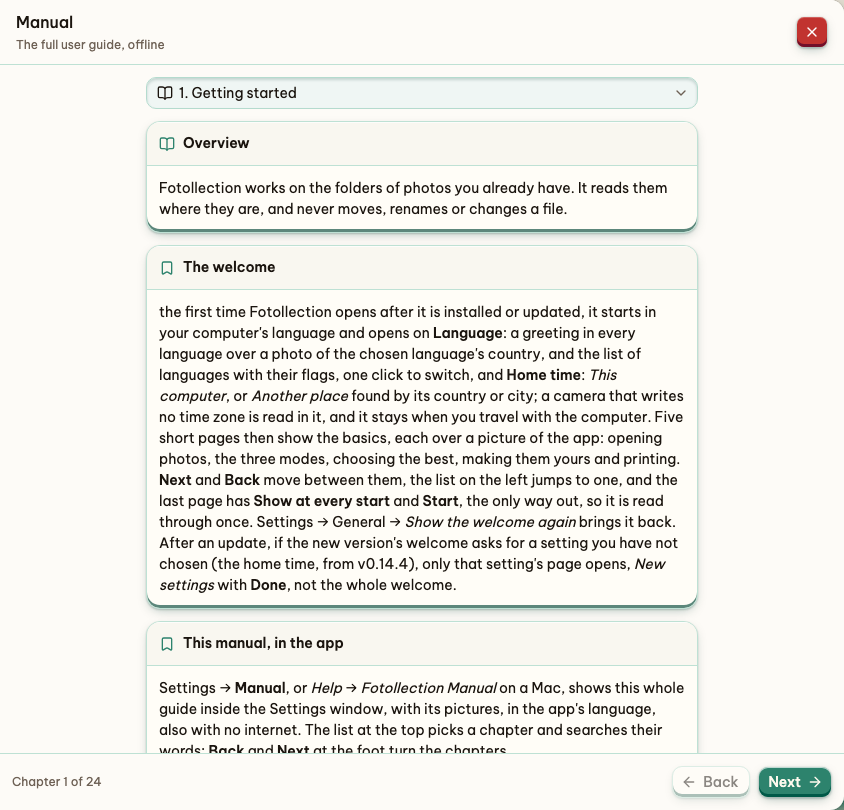 Manual
The full user guide, offline
1. Getting started
Overview
Fotollection works on the folders of photos you already have. It reads them
where they are, and never moves, renames or changes a file.
The welcome
the first time Fotollection opens after it is installed or updated, it starts in
your computer's language and opens on Language: a greeting in every
language over a photo of the chosen language's country, and the list of
languages with their flags, one click to switch, and Home time: This
computer, or Another place found by its country or city; a camera that writes
no time zone is read in it, and it stays when you travel with the computer. Five
short pages then show the basics, each over a picture of the app: opening
photos, the three modes, choosing the best, making them yours and printing.
Next and Back move between them, the list on the left jumps to one, and the
last page has Show at every start and Start, the only way out, so it is read
through once. Settings → General → Show the welcome again brings it back.
After an update, if the new version's welcome asks for a setting you have not
chosen (the home time, from v0.14.4), only that setting's page opens, New
settings with Done, not the whole welcome.
This manual, in the app
Settings → Manual, or Help → Fotollection Manual on a Mac, shows this whole
guide inside the Settings window, with its pictures, in the app's language,
also with no internet. The list at the top picks a chapter and searches their
words; Back and Next at the foot turn the chapters.
Chapter 1 of 24
← Back
Next →